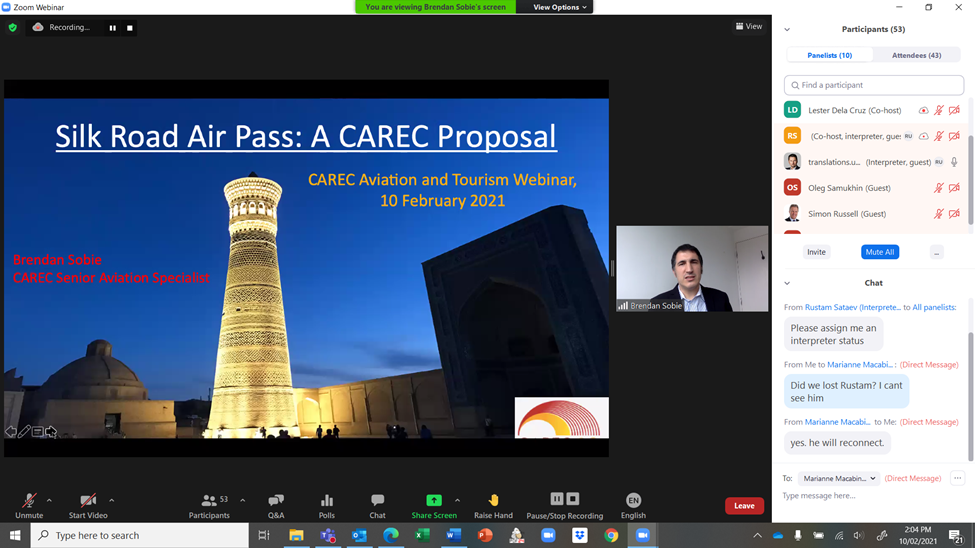 Zoom Webinar
You are viewing Brendan Sobie's screen
View Options
Recording...
View
Silk Road Air Pass: A CAREC Proposal
CAREC Aviation and Tourism Webinar,
10 February 2021
Brendan Sobie
CAREC Senior Aviation Specialist
Brendan Sobie
Participants (53)
Panelists (10)
Attendees (43)
Find a participant
LD
Lester Dela Cruz (Co-host)
RS
(Co-host, interpreter, gue:
RU
translations.u... (Interpreter, guest)
RU
OS
Oleg Samukhin (Guest)
Simon Russell (Guest)
Invite
Mute All
...
Chat
From Rustam Sataev (Interprete... to All panelists:
Please assign me an
interpreter status
From Me to Marianne Macabi... : (Direct Message)
Did we lost Rustam? I cant
see him
From Marianne Macabi... to Me: (Direct Message)
yes. he will reconnect.
To:
Marianne Macabin...
(Direct Message)
...
Type message here...
Unmute
Start Video
53
Participants
Q&A
Polls
Chat
Share Screen
Raise Hand
Pause/Stop Recording
EN
English
Leave
Type here to search
2:04 PM
10/02/2021
21